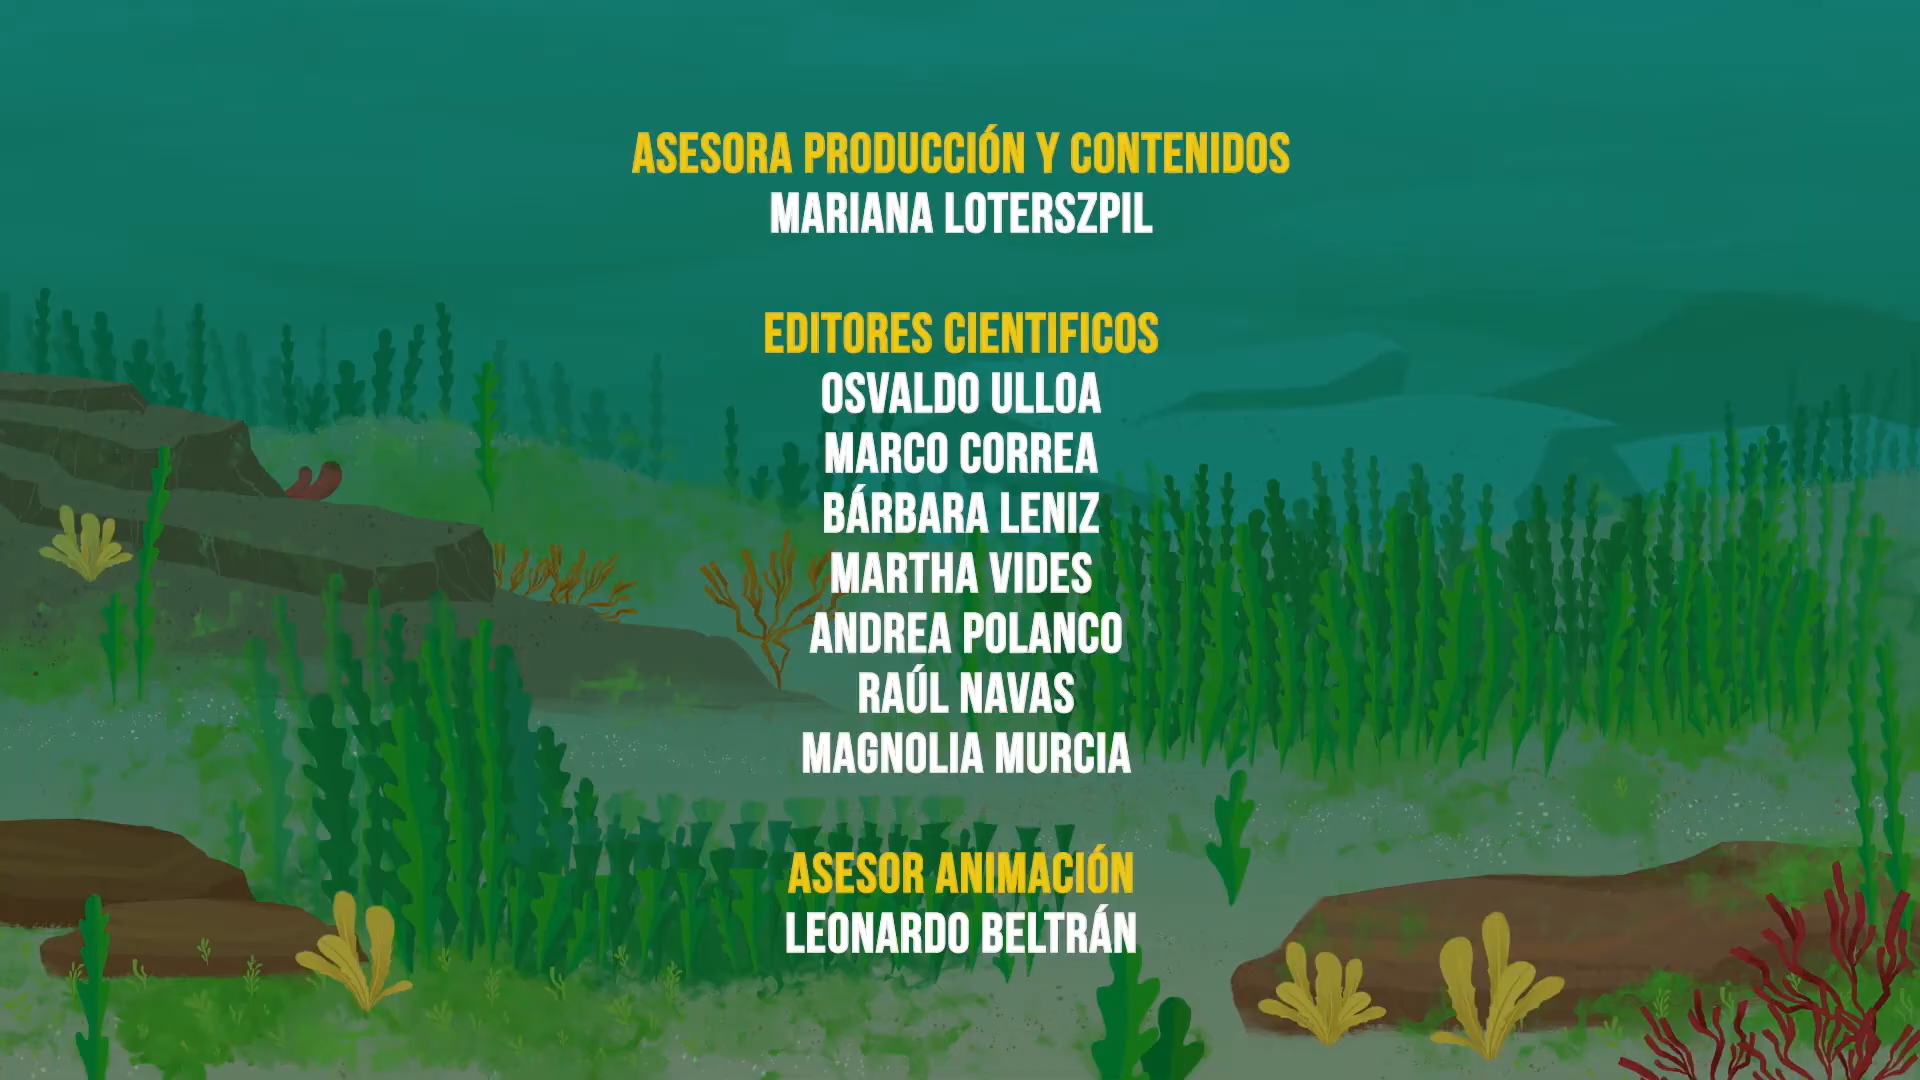 ASESORA PRODUCCIÓN Y CONTENIDOS
MARIANA LOTERSZPIL
EDITORES CIENTIFICOS
OSVALDO ULLOA
MARCO CORREA
BÁRBARA LENIZ
MARTHA VIDES
ANDREA POLANCO
RAÚL NAVAS
MAGNOLIA MURCIA
ASESOR ANIMACIÓN
LEONARDO BELTRÁN